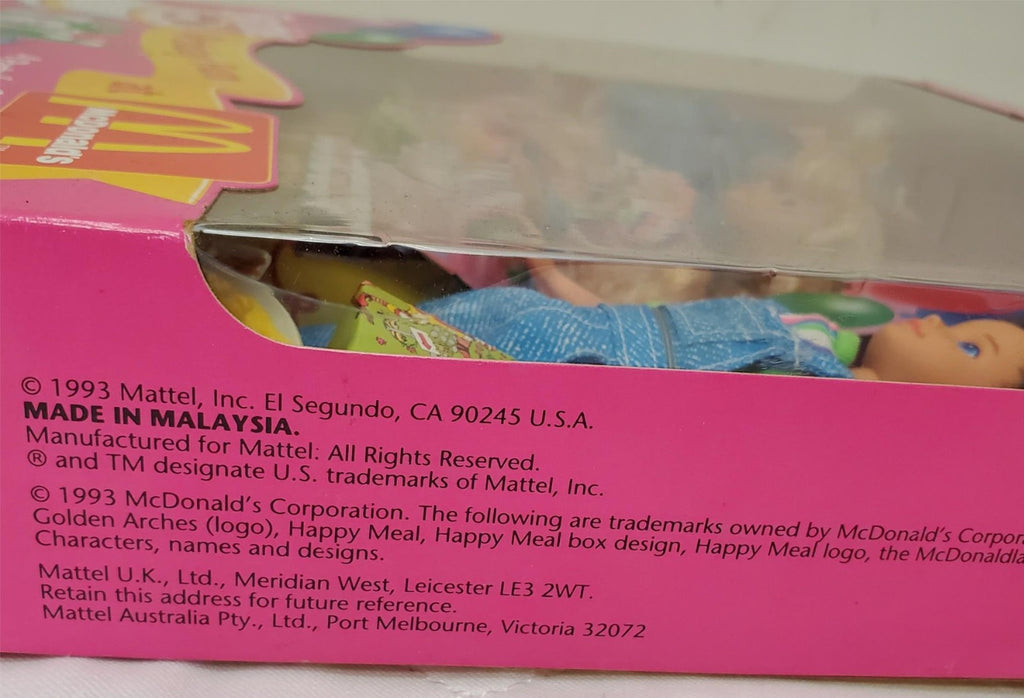 McDonald's
© 1993 Mattel, Inc. El Segundo, CA 90245 U.S.A.
MADE IN MALAYSIA.
Manufactured for Mattel: All Rights Reserved.
® and TM designate U.S. trademarks of Mattel, Inc.
© 1993 McDonald's Corporation. The following are trademarks owned by McDonald's Corpor
Golden Arches (logo), Happy Meal, Happy Meal box design, Happy Meal logo, the McDonaldla
Characters, names and designs.
Mattel U.K., Ltd., Meridian West, Leicester LE3 2WT.
Retain this address for future reference.
Mattel Australia Pty., Ltd., Port Melbourne, Victoria 32072